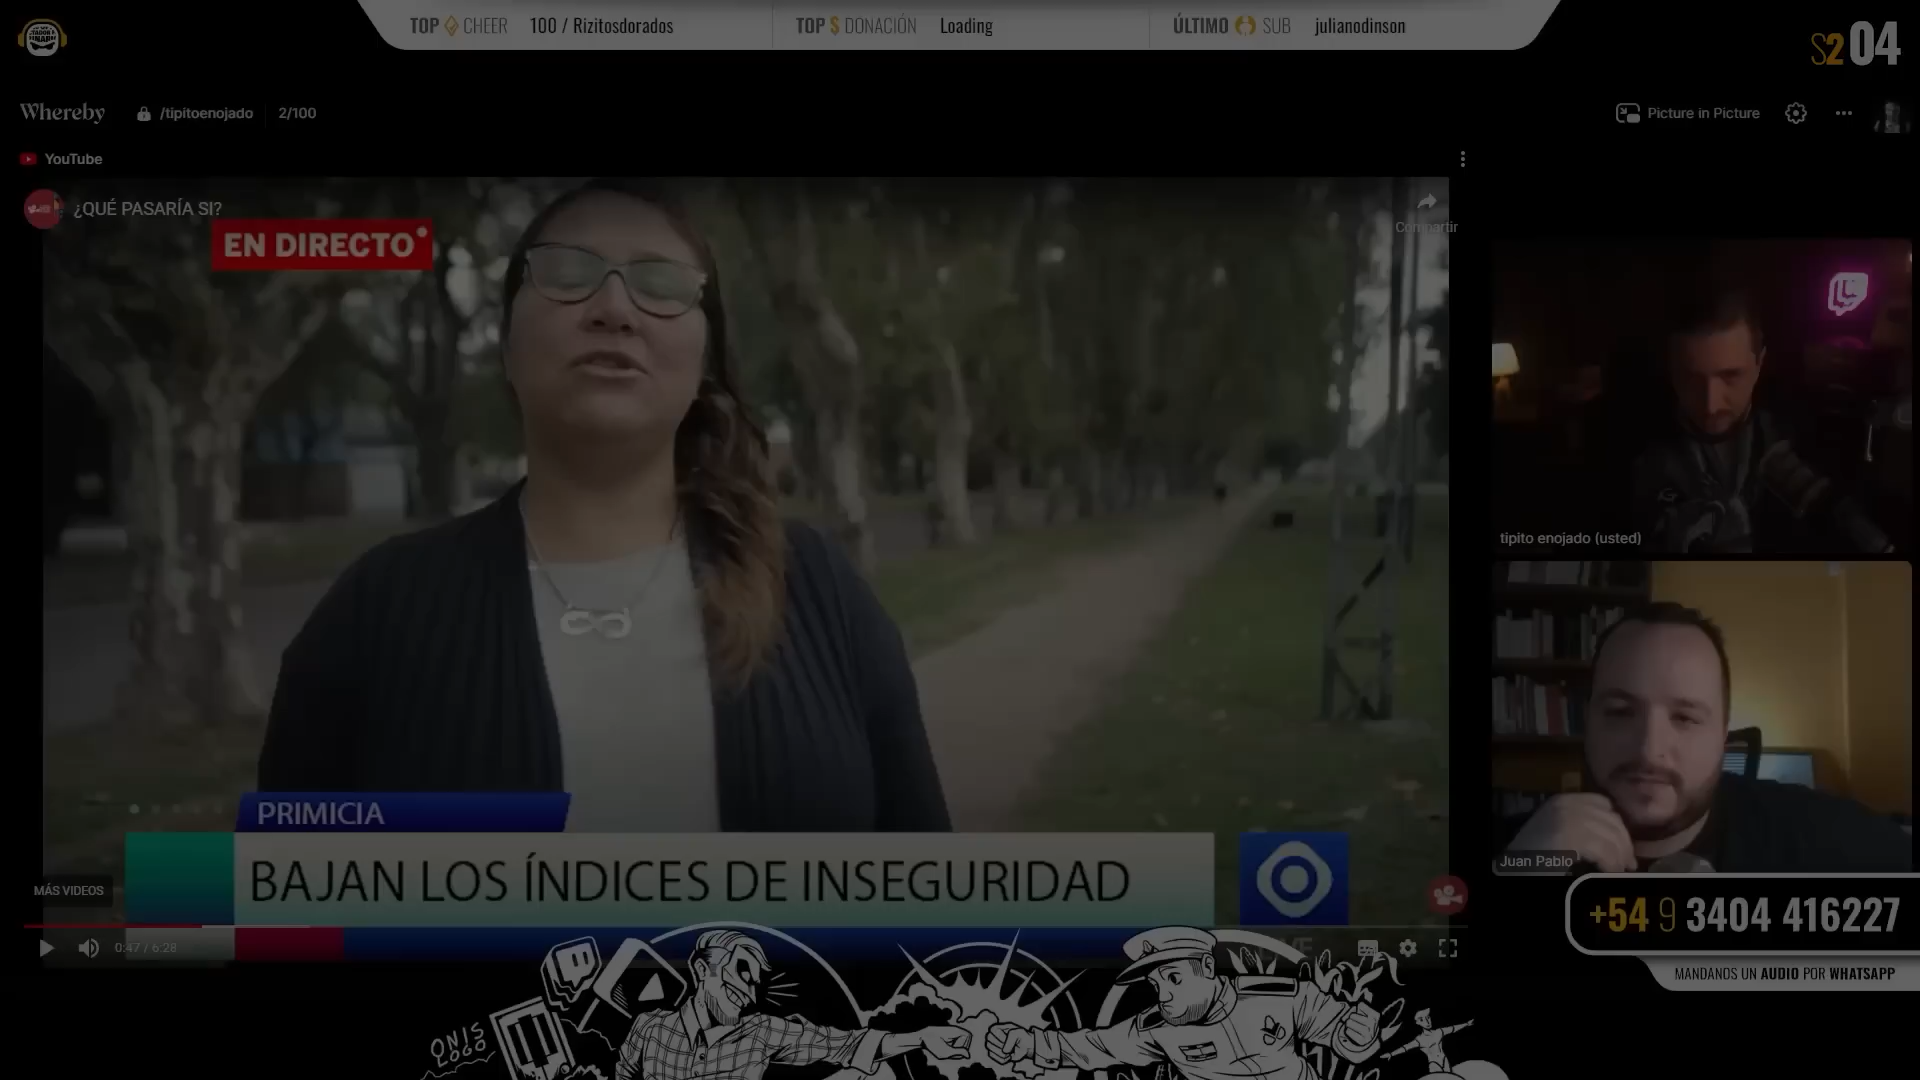 TOP CHEER 100 / Rizitosdorados
TOP $ DONACIÓN Loading
ÚLTIMO SUB julianodinson
S2 04
Whereby
/tipitoenojado
2/100
Picture in Picture
YouTube
¿QUÉ PASARÍA SI?
Compartir
EN DIRECTO
tipito enojado (usted)
Juan Pablo
PRIMICIA
BAJAN LOS ÍNDICES DE INSEGURIDAD
MÁS VIDEOS
0:47 / 6:28
+54 9 3404 416227
MANDANOS UN AUDIO POR WHATSAPP